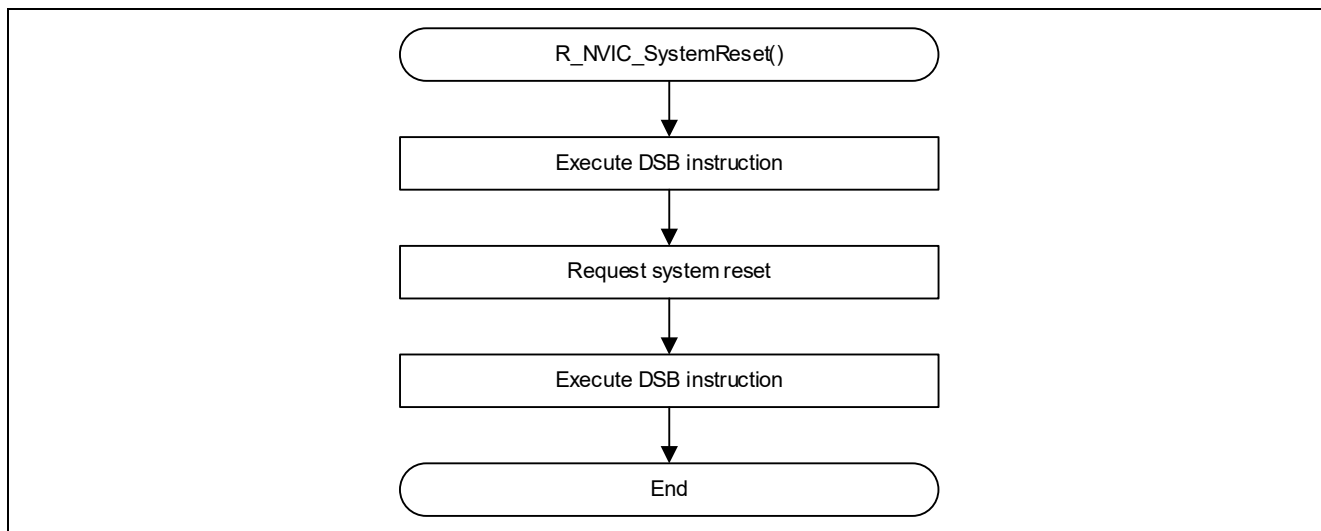 R_NVIC_SystemReset()
Execute DSB instruction
Request system reset
Execute DSB instruction
End